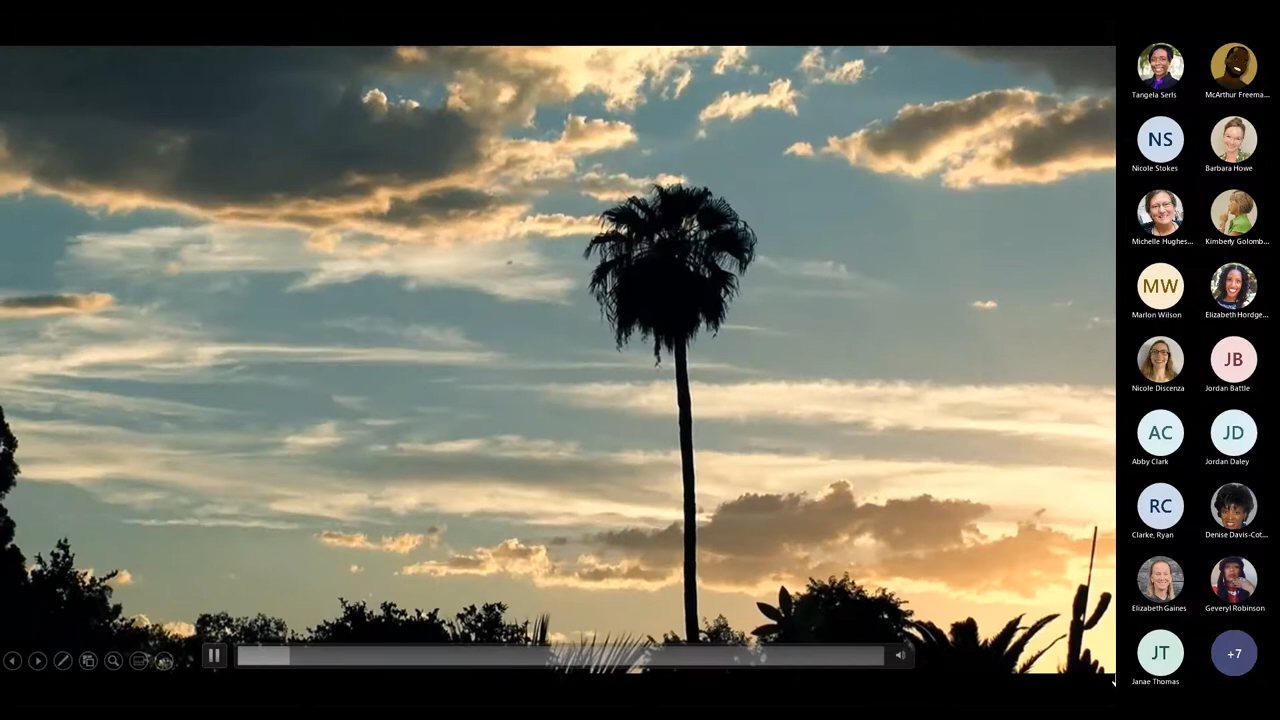 Tangela Serls
McArthur Freema...
NS
Nicole Stokes
Barbara Howe
Michelle Hughes...
Kimberly Golomb...
MW
Marlon Wilson
Elizabeth Hordge...
Nicole Discenza
JB
Jordan Battle
AC
Abby Clark
JD
Jordan Daley
RC
Clarke, Ryan
Denise Davis-Cot...
Elizabeth Gaines
Geveryl Robinson
JT
Janae Thomas
+7